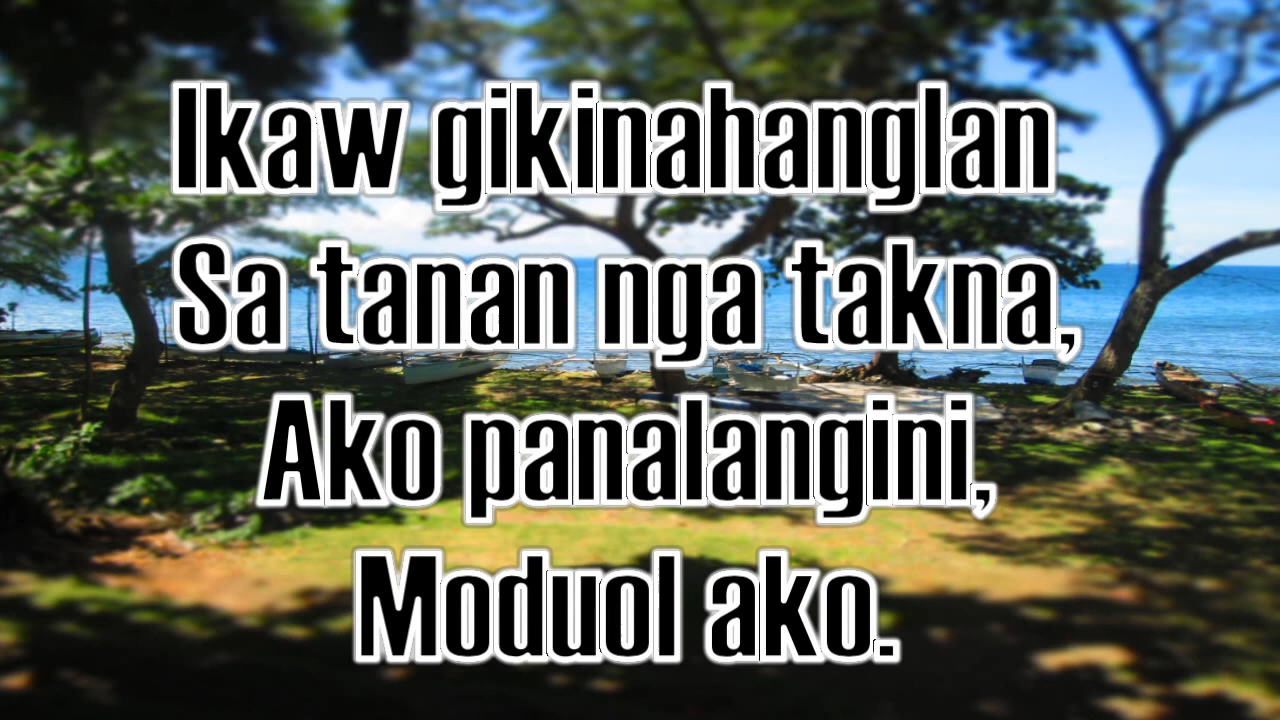 Ikaw gikinahanglan
Sa tanan nga takna,
Ako panalangini,
Moduol ako.